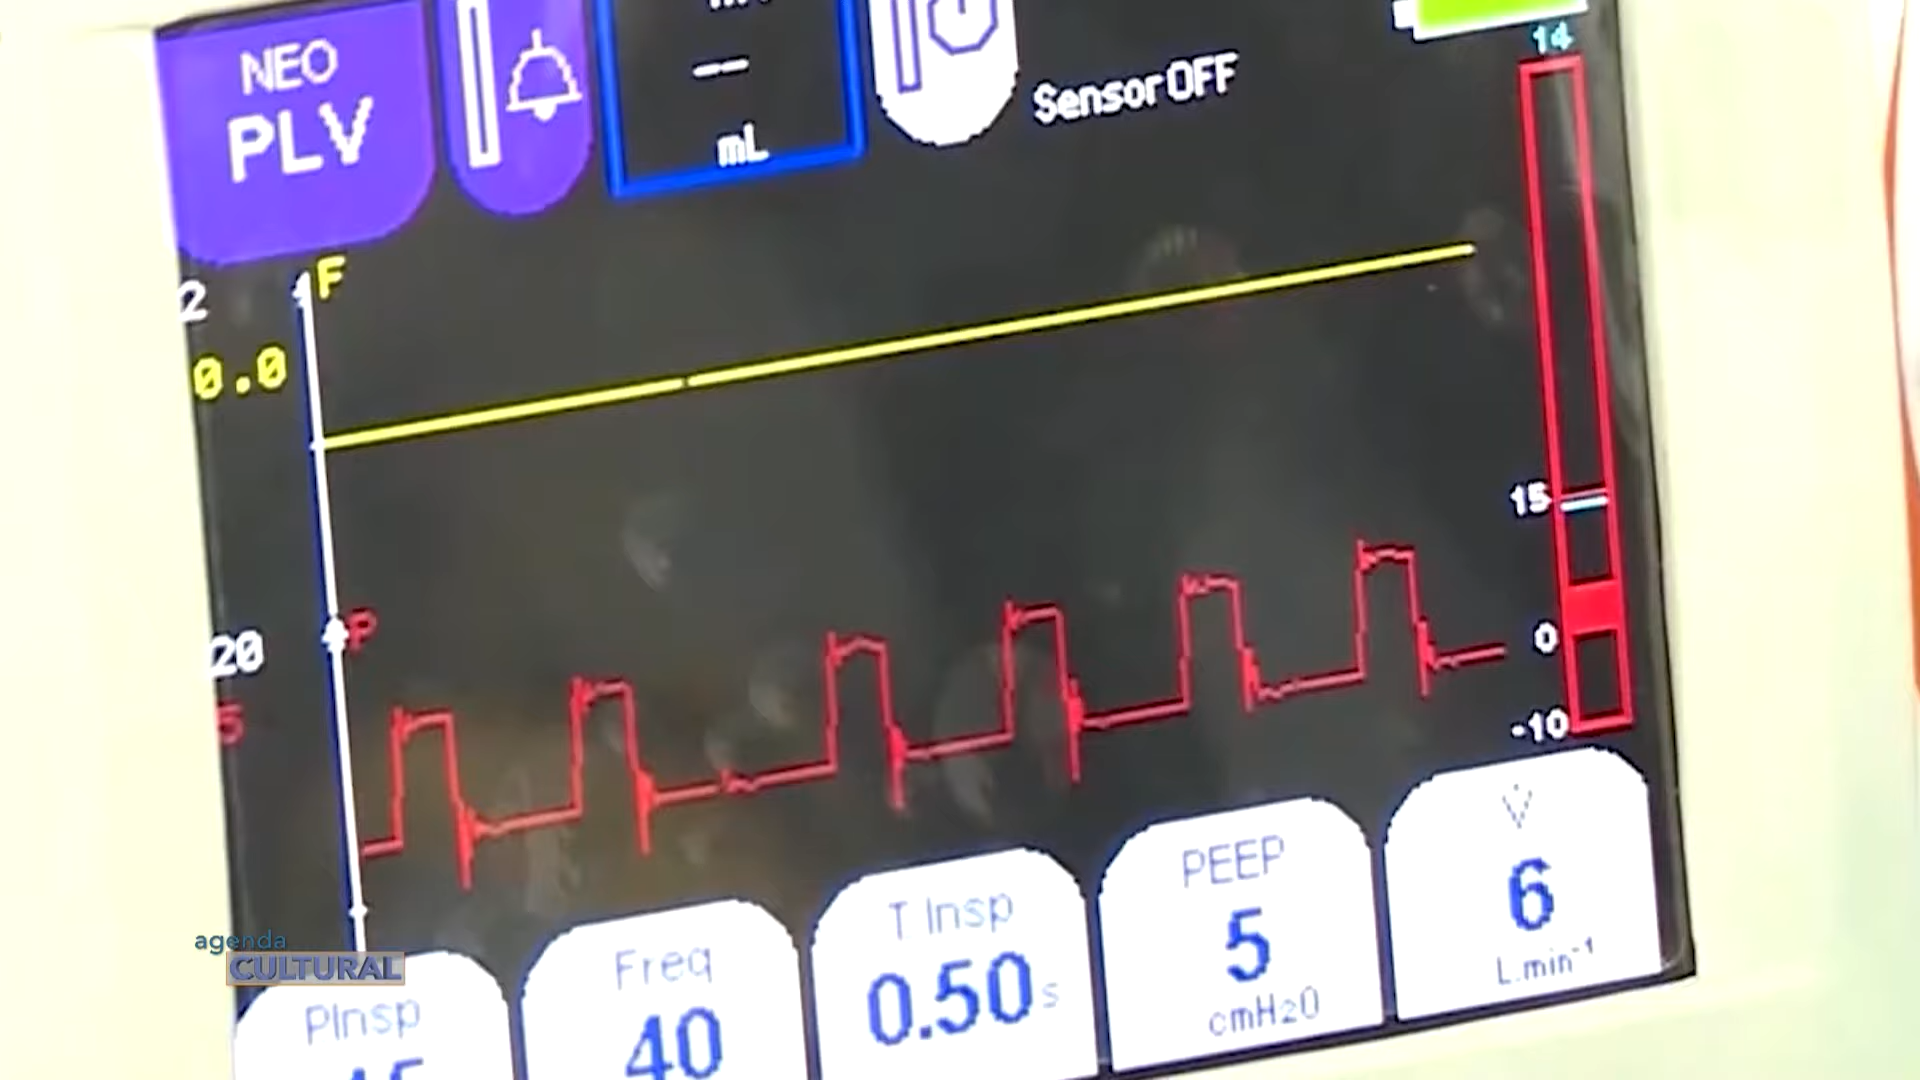 NEO
PLV
--
mL
Sensor OFF
14
2
F
0.0
15
20
P
0
5
-10
PInsp
Freq
40
T Insp
0.50 s
PEEP
5
cmH2O
V̇
6
L.min⁻¹
agenda
CULTURAL